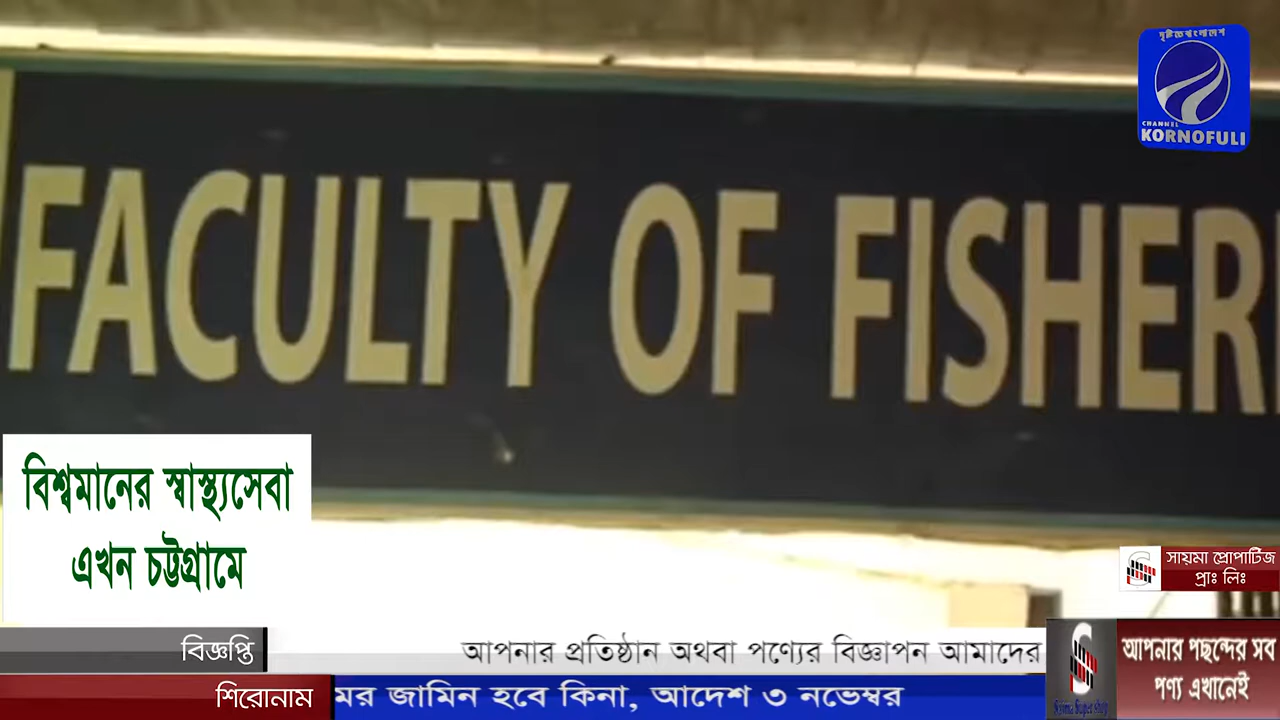 দৃষ্টিতে বাংলাদেশ
CHANNEL
KORNOFULI
FACULTY OF FISHERI
বিশ্বমানের স্বাস্থ্যসেবা
এখন চট্টগ্রামে
সায়মা প্রোপার্টিজ
প্রাঃ লিঃ
বিজ্ঞপ্তি
আপনার প্রতিষ্ঠান অথবা পণ্যের বিজ্ঞাপন আমাদের
আপনার পছন্দের সব
পণ্য এখানেই
শিরোনাম
মর জামিন হবে কিনা, আদেশ ৩ নভেম্বর